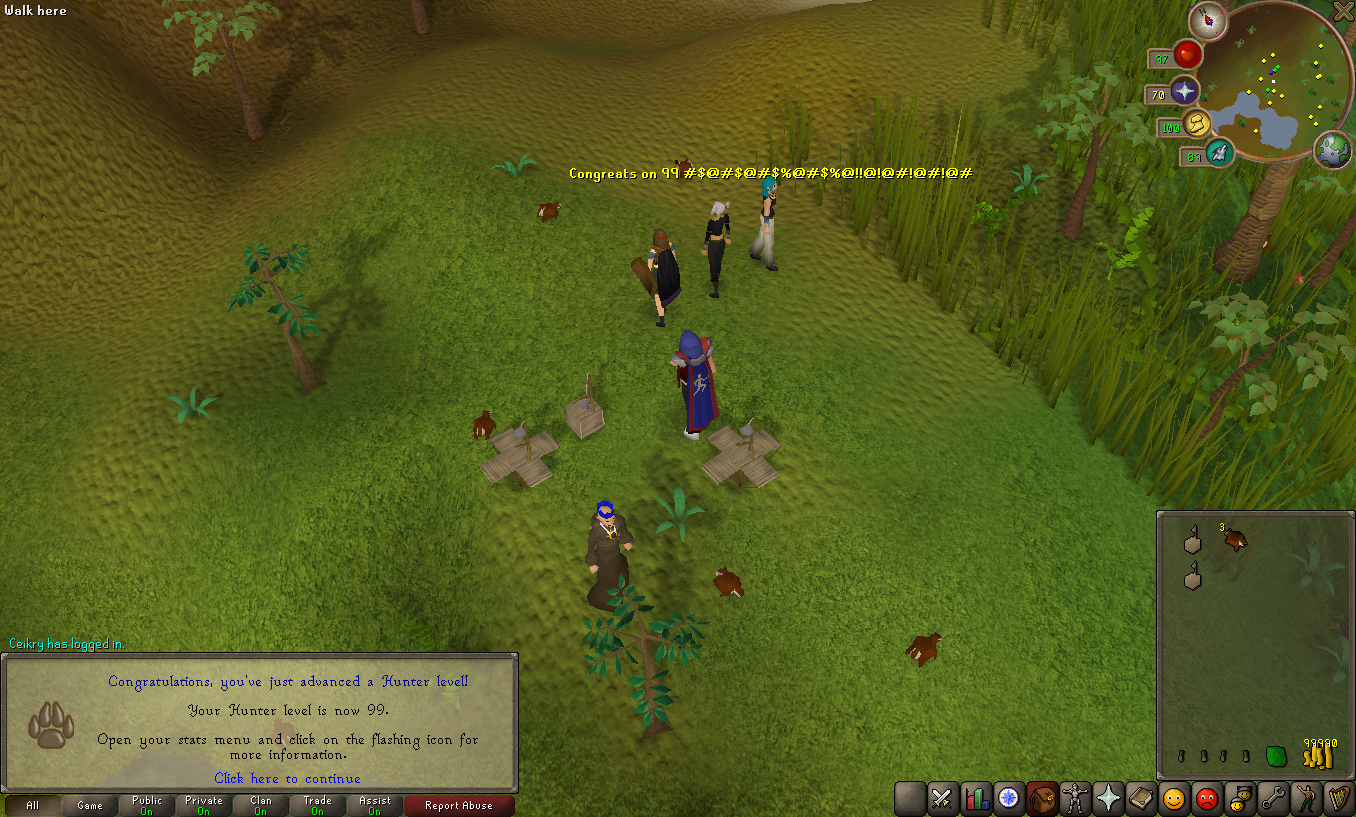 Walk here
97
70
100
89
Congreats on 99 #$@#$@#$%@#$%@!!@!@#!@#!@#
3
99990
Ceikry has logged in.
Congratulations, you've just advanced a Hunter level!
Your Hunter level is now 99.
Open your stats menu and click on the flashing icon for
more information.
Click here to continue
All
Game
Public
On
Private
On
Clan
On
Trade
On
Assist
On
Report Abuse